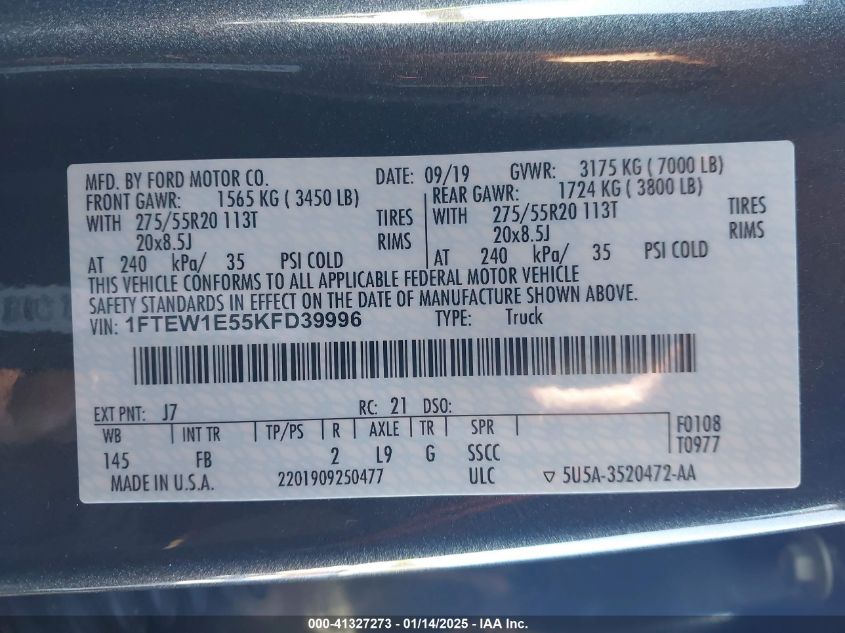 MFD. BY FORD MOTOR CO. DATE: 09/19 GVWR: 3175 KG ( 7000 LB)
FRONT GAWR: 1565 KG ( 3450 LB) REAR GAWR: 1724 KG ( 3800 LB)
WITH 275/55R20 113T TIRES WITH 275/55R20 113T TIRES
20x8.5J RIMS 20x8.5J RIMS
AT 240 kPa/ 35 PSI COLD AT 240 kPa/ 35 PSI COLD
THIS VEHICLE CONFORMS TO ALL APPLICABLE FEDERAL MOTOR VEHICLE
SAFETY STANDARDS IN EFFECT ON THE DATE OF MANUFACTURE SHOWN ABOVE.
VIN: 1FTEW1E55KFD39996 TYPE: Truck
EXT PNT: J7 RC: 21 DSO:
WB INT TR TP/PS R AXLE TR SPR F0108
145 FB 2 L9 G SSCC T0977
MADE IN U.S.A. 2201909250477 ULC ▽ 5U5A-3520472-AA
000-41327273 - 01/14/2025 - IAA Inc.